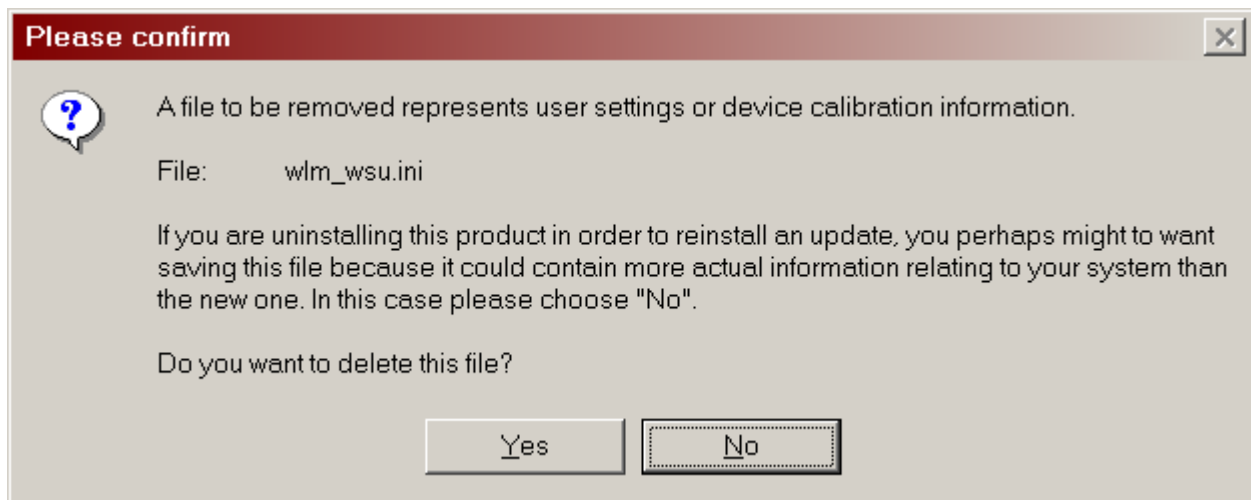 Please confirm
A file to be removed represents user settings or device calibration information.
File: wlm_wsu.ini
If you are uninstalling this product in order to reinstall an update, you perhaps might to want
saving this file because it could contain more actual information relating to your system than
the new one. In this case please choose "No".
Do you want to delete this file?
Yes No